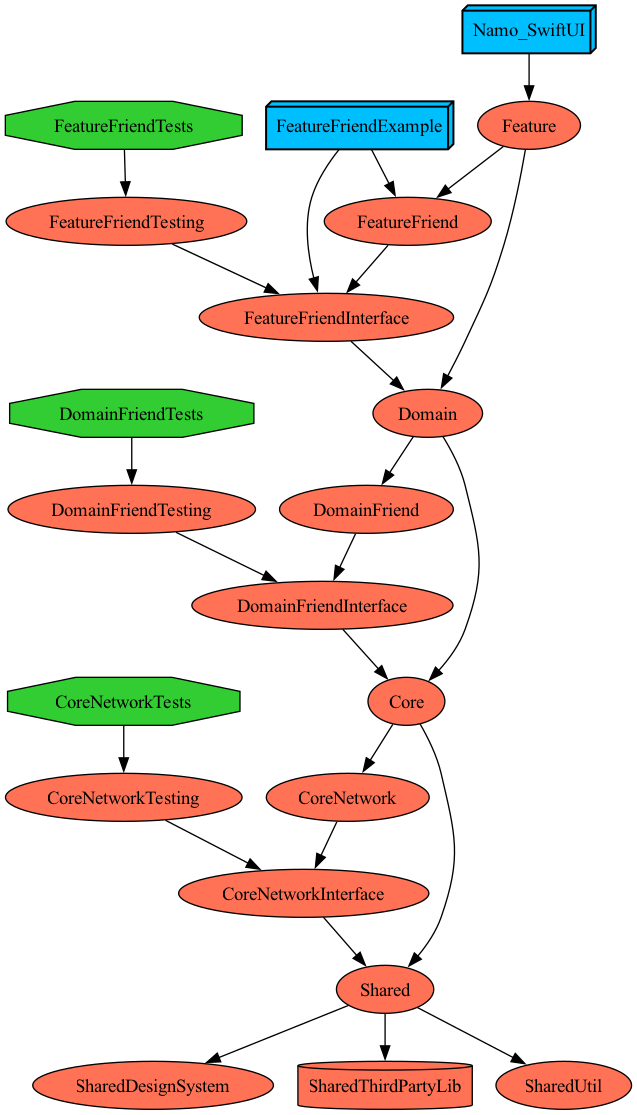 Namo_SwiftUI
FeatureFriendTests
FeatureFriendExample
Feature
FeatureFriendTesting
FeatureFriend
FeatureFriendInterface
DomainFriendTests
Domain
DomainFriendTesting
DomainFriend
DomainFriendInterface
CoreNetworkTests
Core
CoreNetworkTesting
CoreNetwork
CoreNetworkInterface
Shared
SharedDesignSystem
SharedThirdPartyLib
SharedUtil